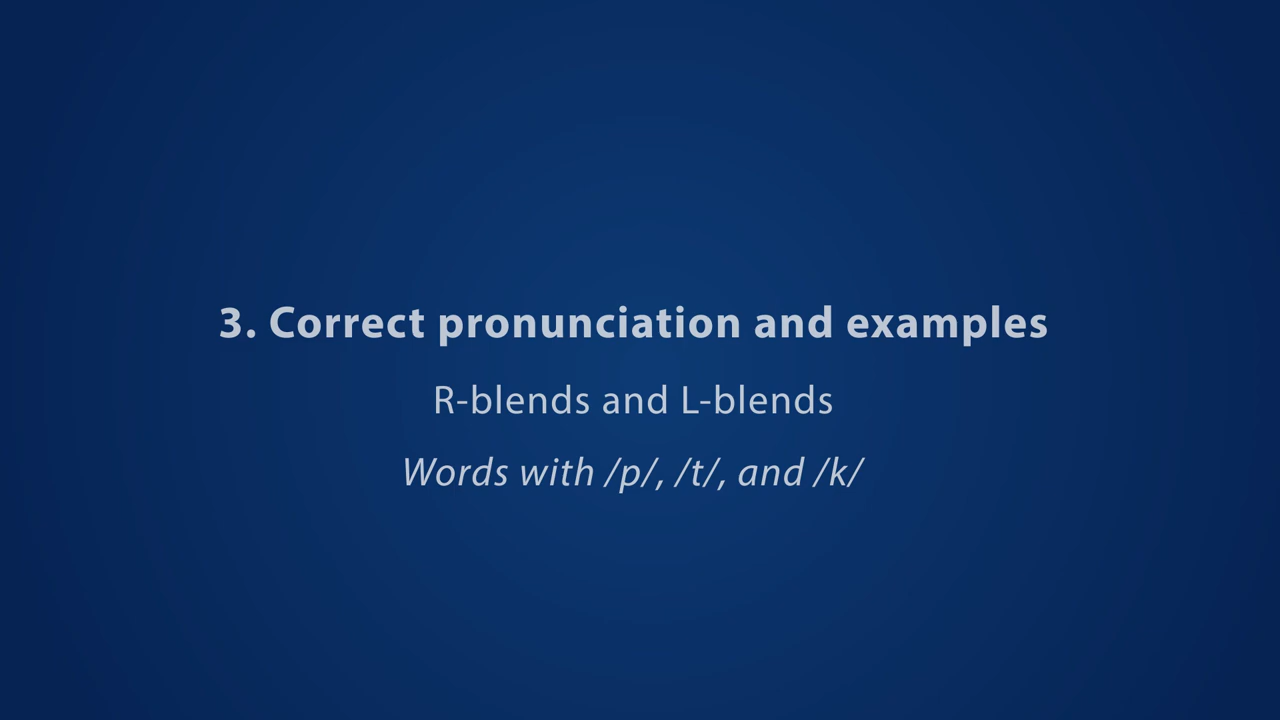 3. Correct pronunciation and examples
R-blends and L-blends
Words with /p/, /t/, and /k/